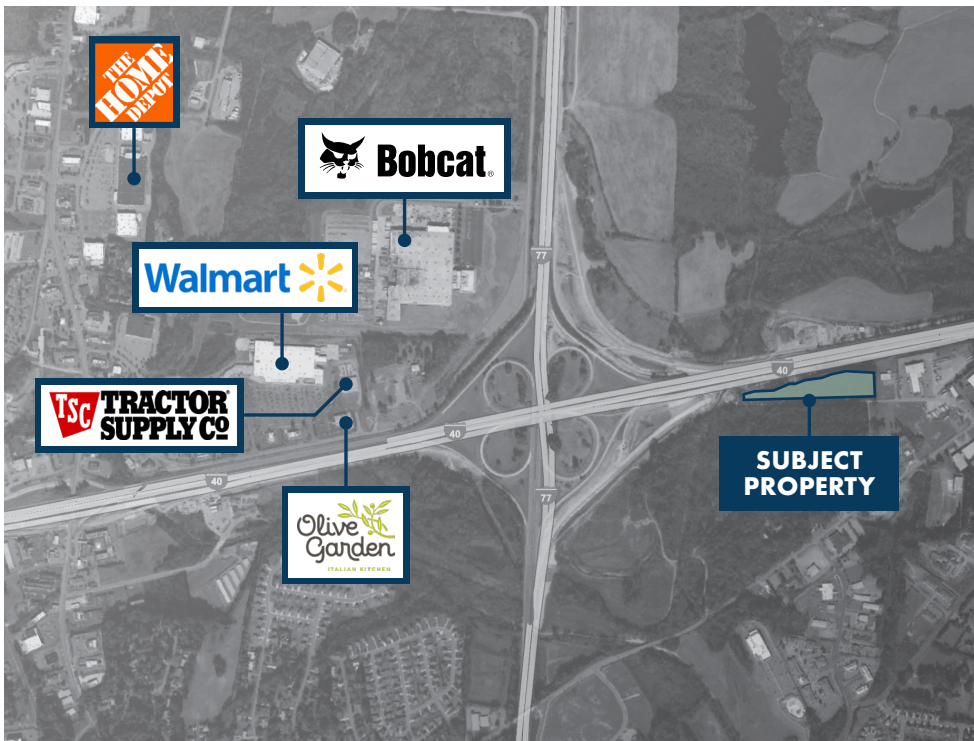 THE
HOME
DEPOT
Bobcat®
77
Walmart
40
TSC TRACTOR
SUPPLY CO
40
SUBJECT
PROPERTY
40
77
Olive
Garden
ITALIAN KITCHEN